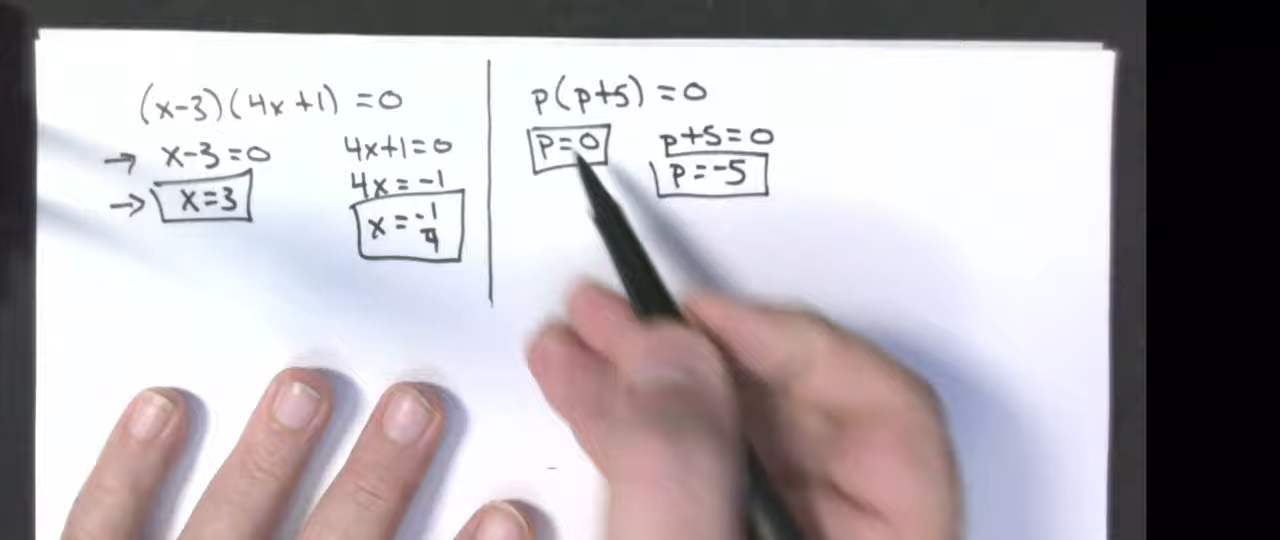 (x-3)(4x+1) = 0
→ x-3=0
→ x=3
4x+1=0
4x = -1
x = -1/4
p(p+5) = 0
p=0
p+5=0
p=-5